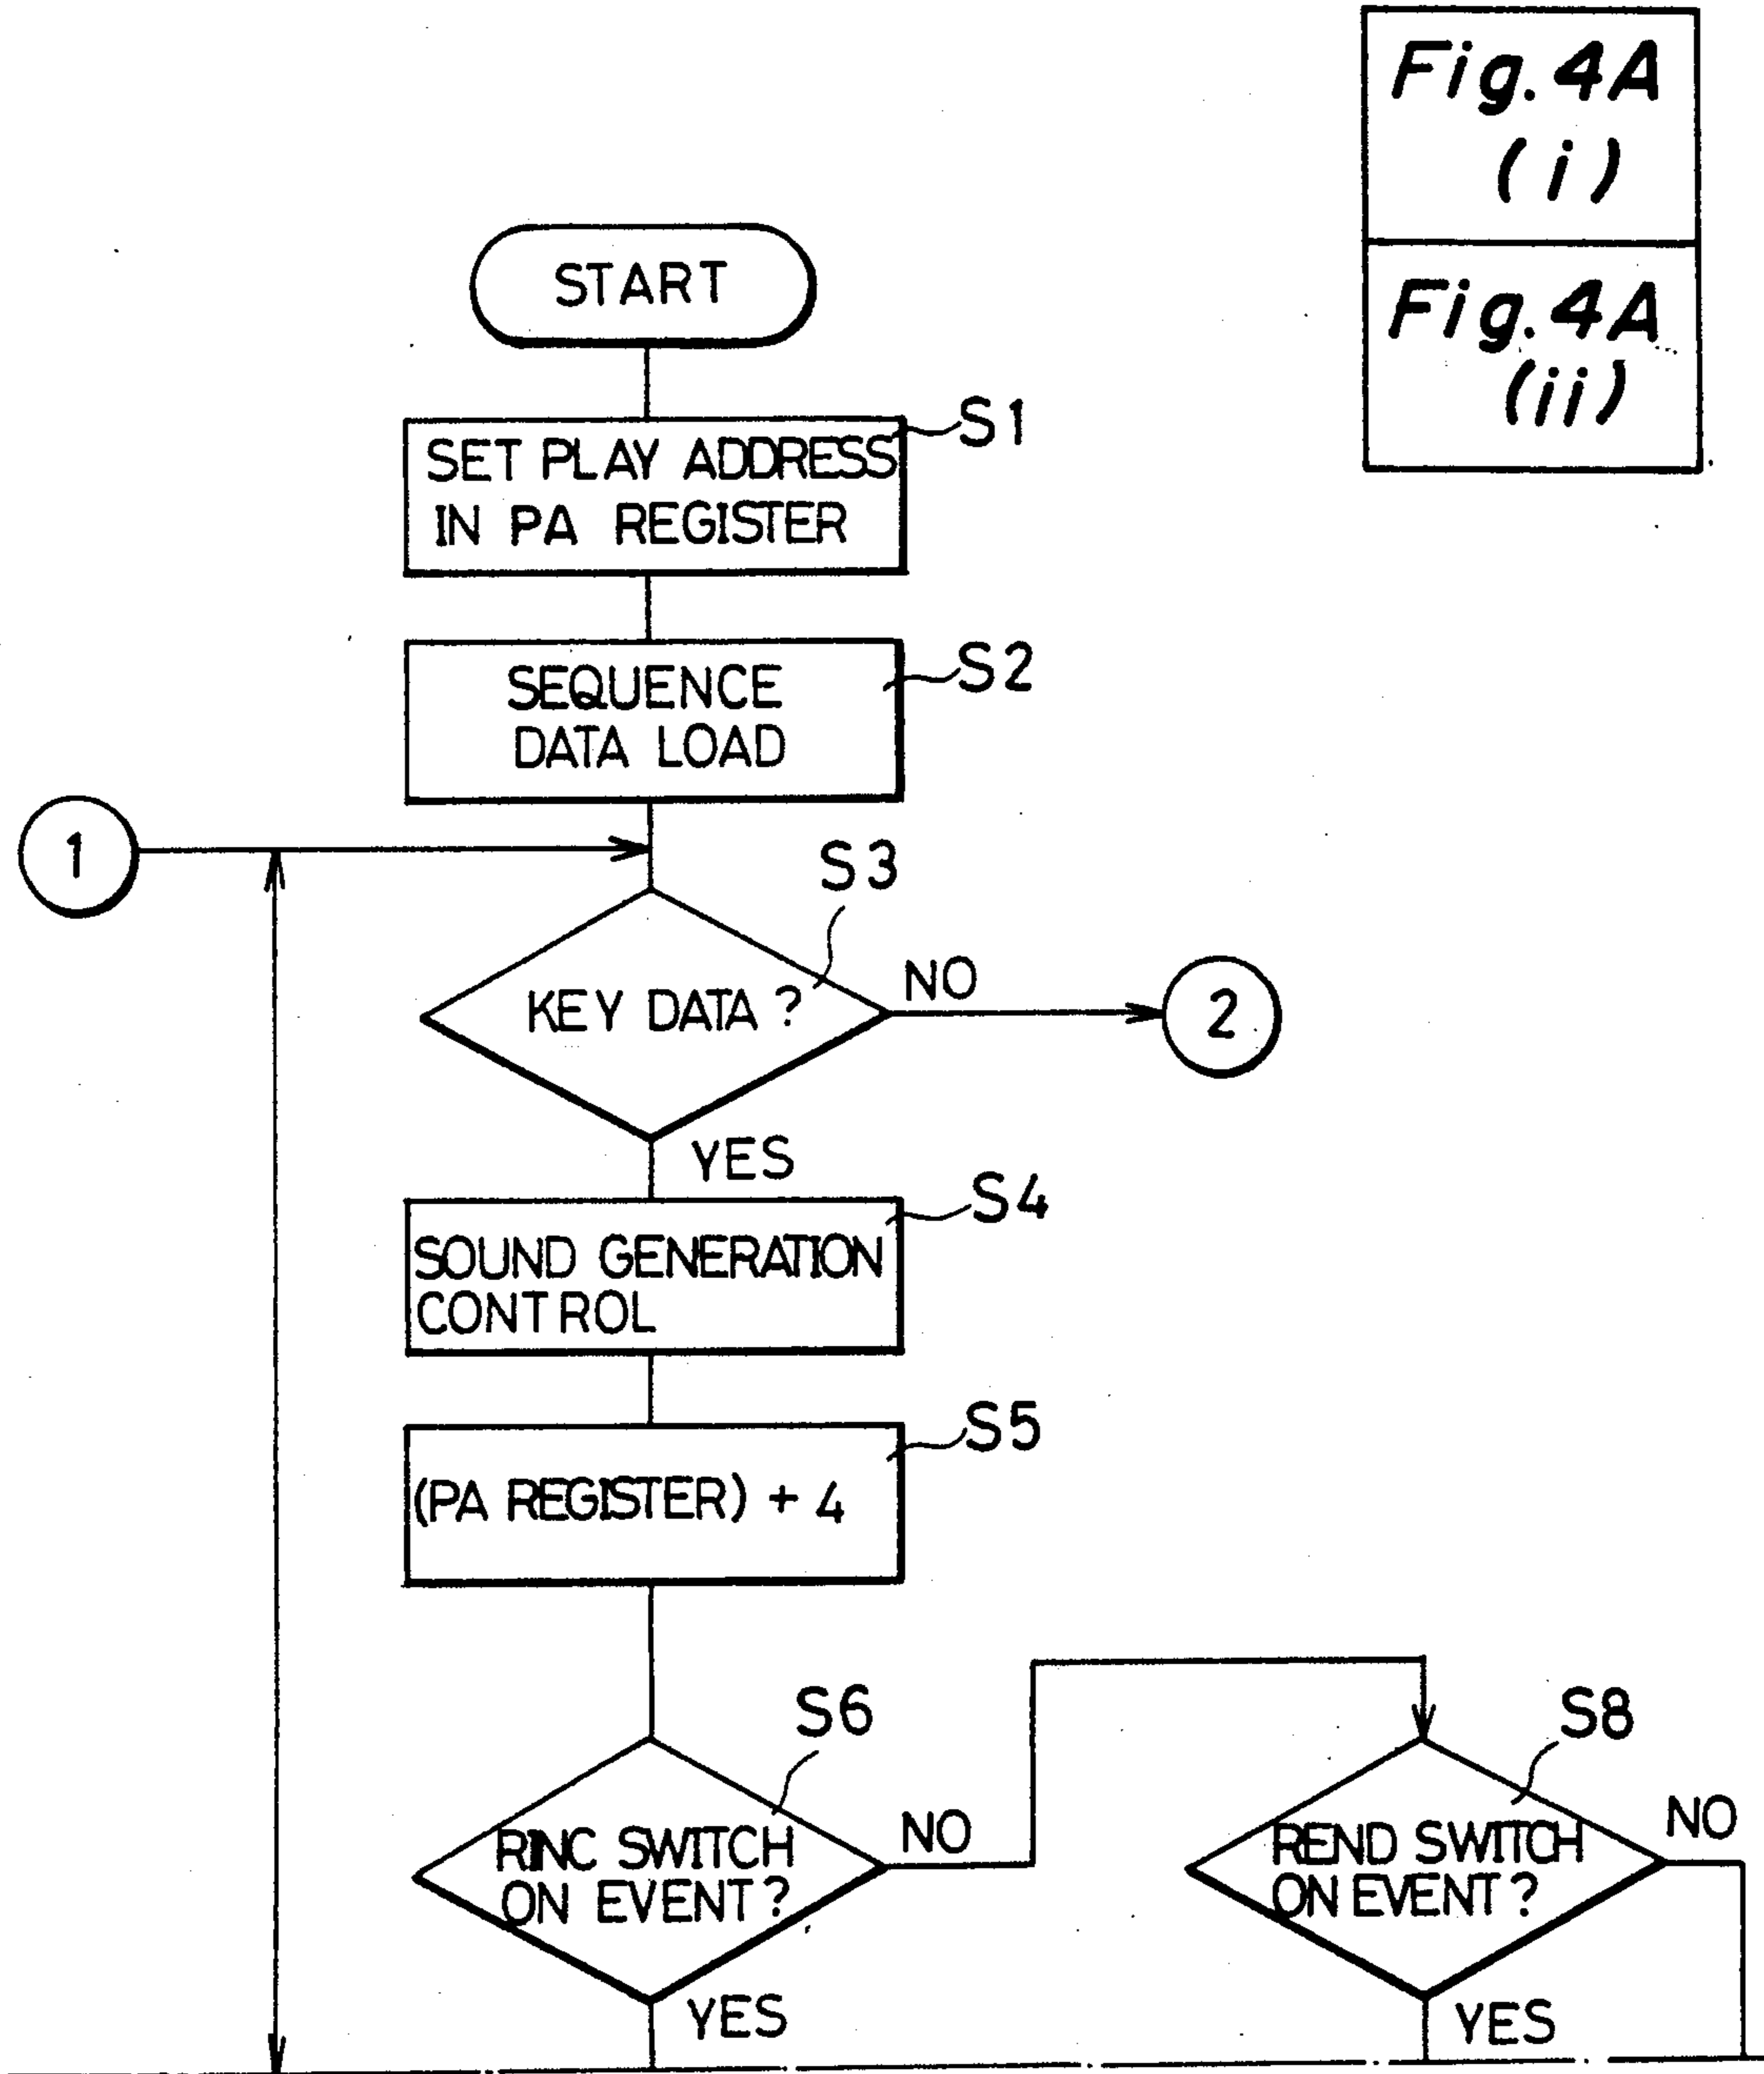 Fig.4A
(i)
Fig.4A
(ii)
START
S1
SET PLAY ADDRESS
IN PA REGISTER
S2
SEQUENCE
DATA LOAD
1
S3
KEY DATA ?
NO
2
YES
S4
SOUND GENERATION
CONTROL
S5
(PA REGISTER) + 4
S6
RINC SWITCH
ON EVENT ?
NO
YES
S8
REND SWITCH
ON EVENT ?
NO
YES